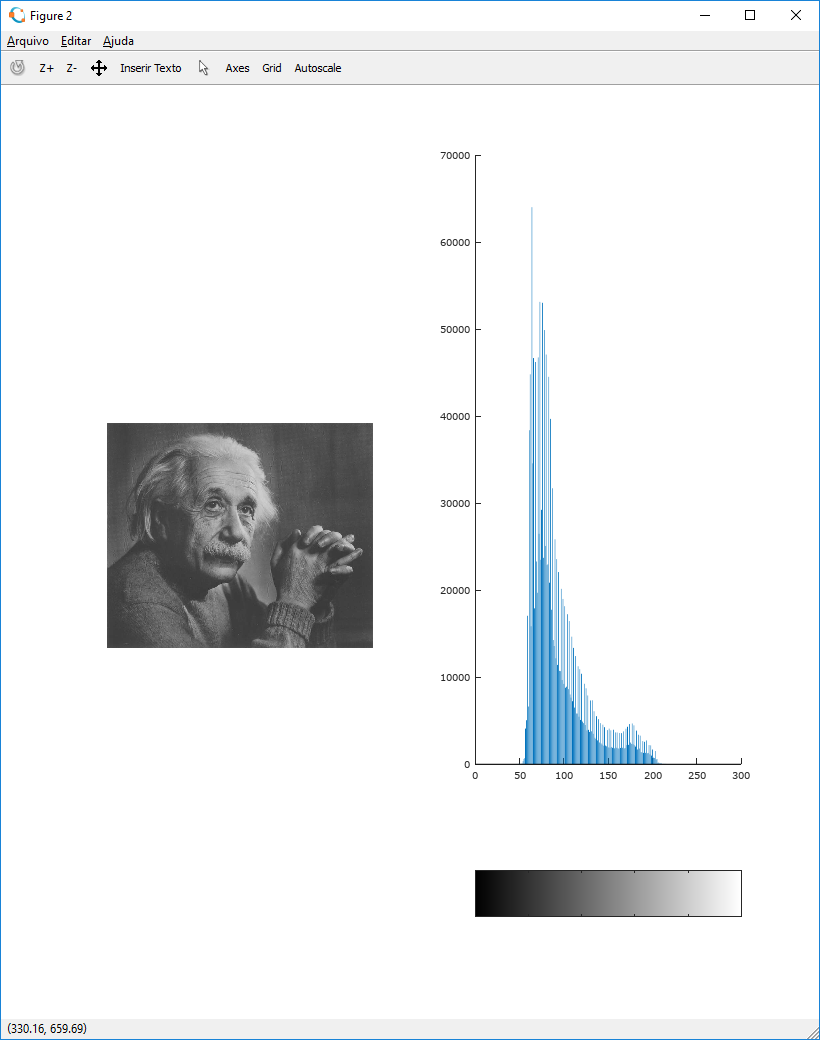 Figure 2
Arquivo Editar Ajuda
Z+ Z- Inserir Texto Axes Grid Autoscale
70000
60000
50000
40000
30000
20000
10000
0
0 50 100 150 200 250 300
(330.16, 659.69)